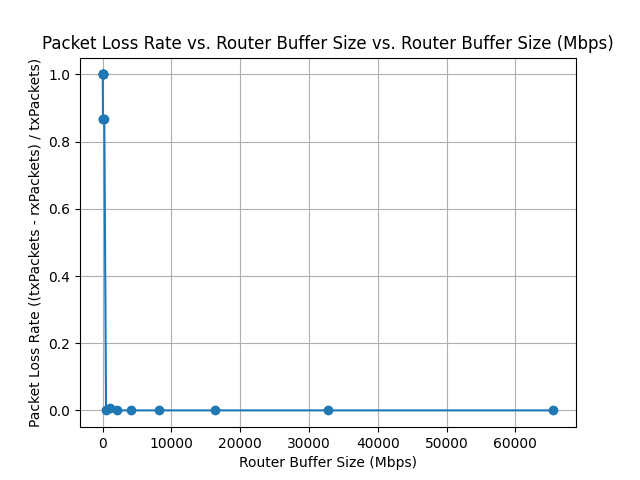 Packet Loss Rate vs. Router Buffer Size vs. Router Buffer Size (Mbps)
Packet Loss Rate ((txPackets - rxPackets) / txPackets)
1.0
0.8
0.6
0.4
0.2
0.0
0 10000 20000 30000 40000 50000 60000
Router Buffer Size (Mbps)